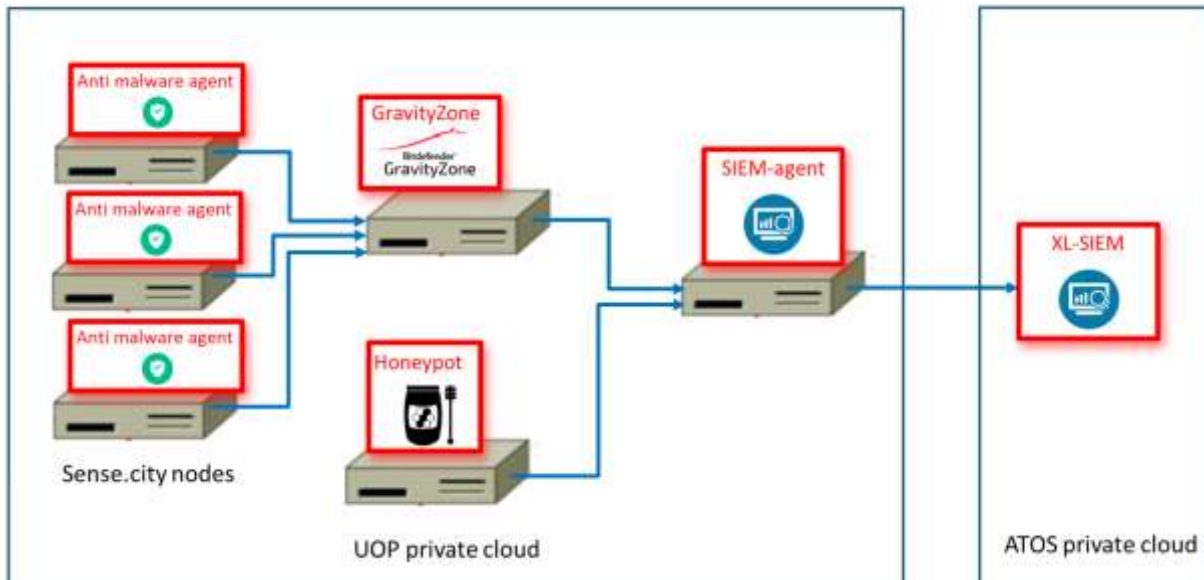 Anti malware agent
Anti malware agent
Anti malware agent
Sense.city nodes
GravityZone
Bitdefender
GravityZone
Honeypot
UOP private cloud
SIEM-agent
XL-SIEM
ATOS private cloud